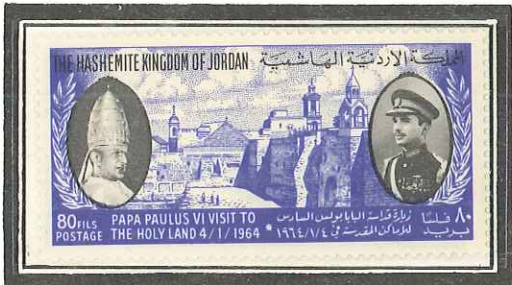 THE HASHEMITE KINGDOM OF JORDAN المملكة الاردنية الهاشمية
80 FILS
POSTAGE
PAPA PAULUS VI VISIT TO
THE HOLY LAND 4/1/1964
زيارة قداسة البابا بولس السادس
للأماكن المقدسة في ١٩٦٤/١/٤
٨٠ فلسا
بريد